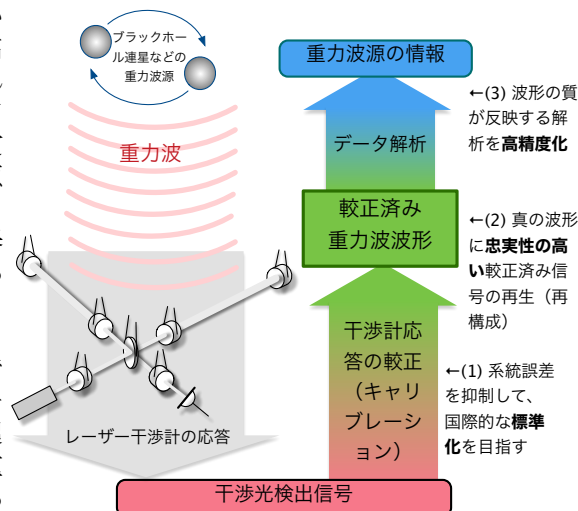 ブラックホー
ル連星などの
重力波源
重力波
レーザー干渉計の応答
干渉光検出信号
干渉計応
答の較正
（キャリ
ブレーシ
ョン）
←(1) 系統誤差
を抑制して、
国際的な標準
化を目指す
較正済み
重力波波形
←(2) 真の波形
に忠実性の高
い較正済み信
号の再生（再
構成）
データ解析
←(3) 波形の質
が反映する解
析を高精度化
重力波源の情報